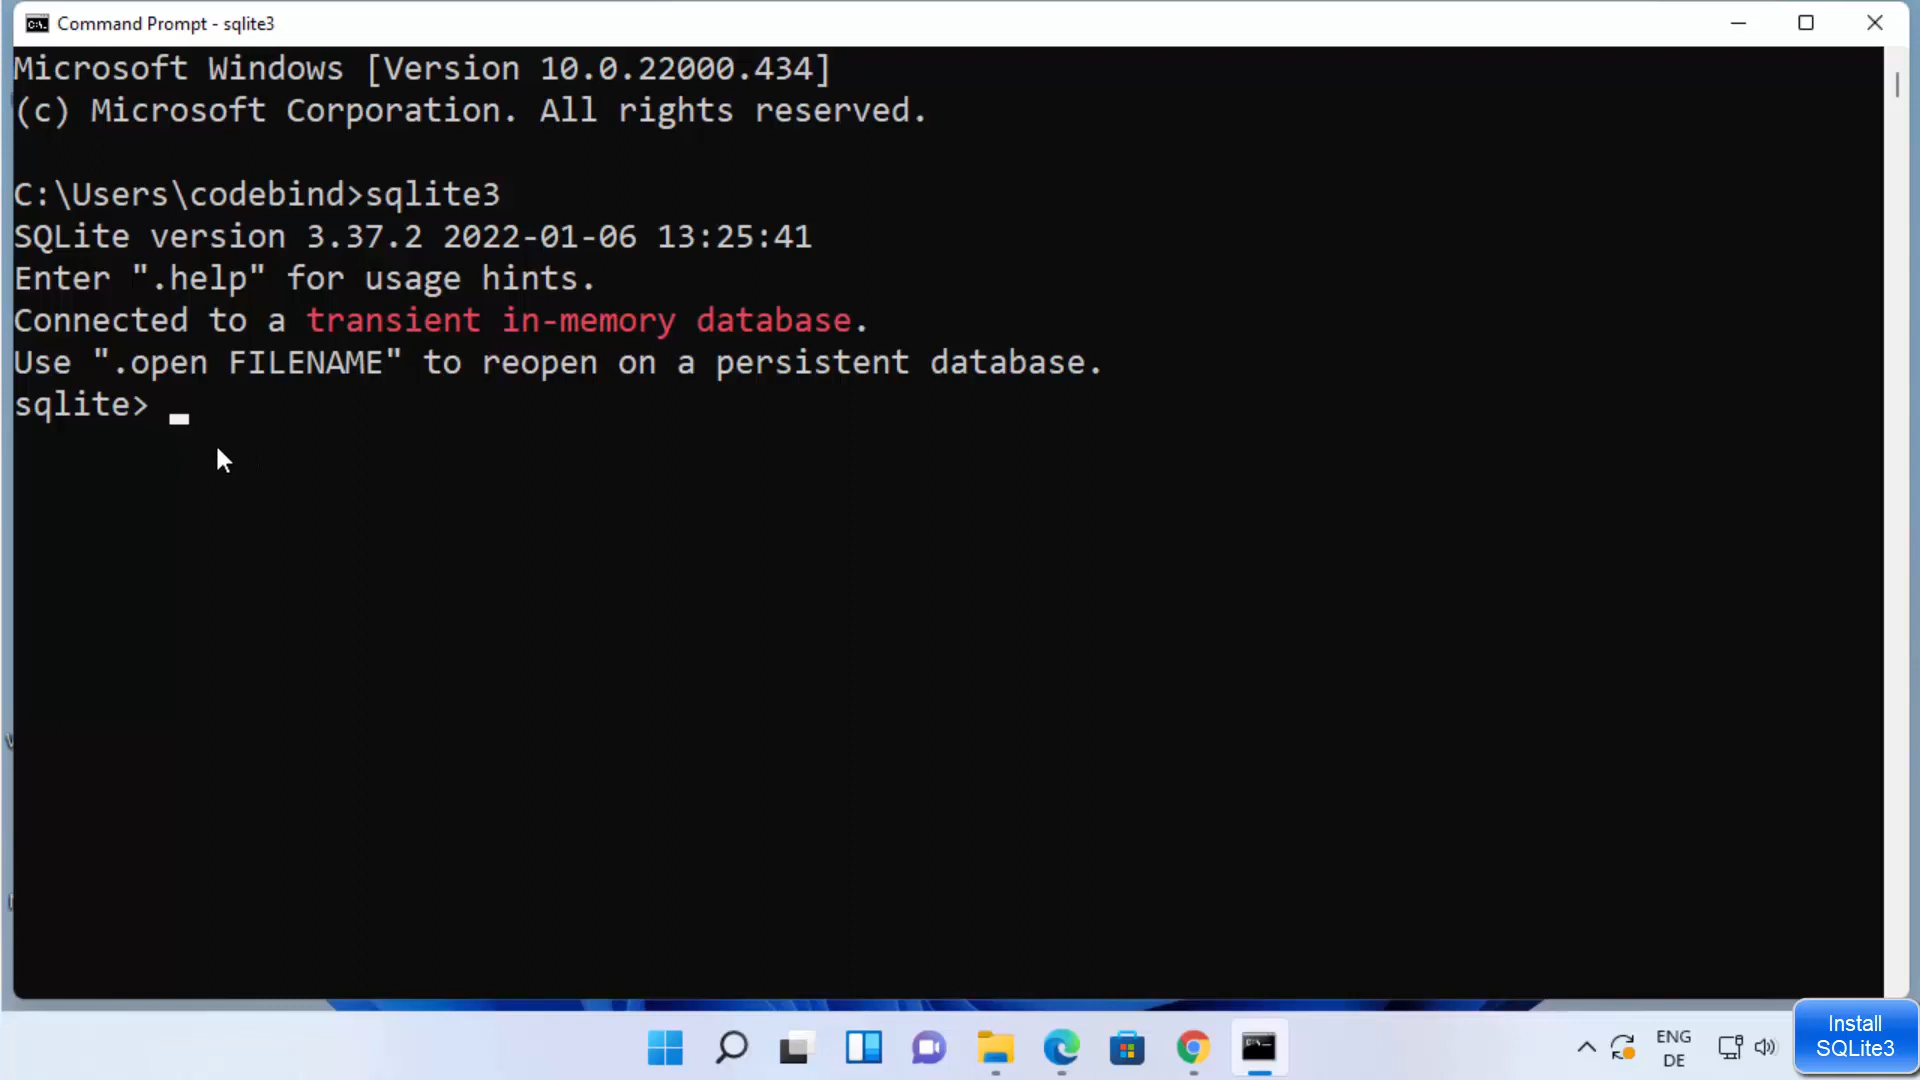 Command Prompt - sqlite3
Microsoft Windows [Version 10.0.22000.434]
(c) Microsoft Corporation. All rights reserved.
C:\Users\codebind>sqlite3
SQLite version 3.37.2 2022-01-06 13:25:41
Enter ".help" for usage hints.
Connected to a transient in-memory database.
Use ".open FILENAME" to reopen on a persistent database.
sqlite>
ENG
DE
Install
SQLite3